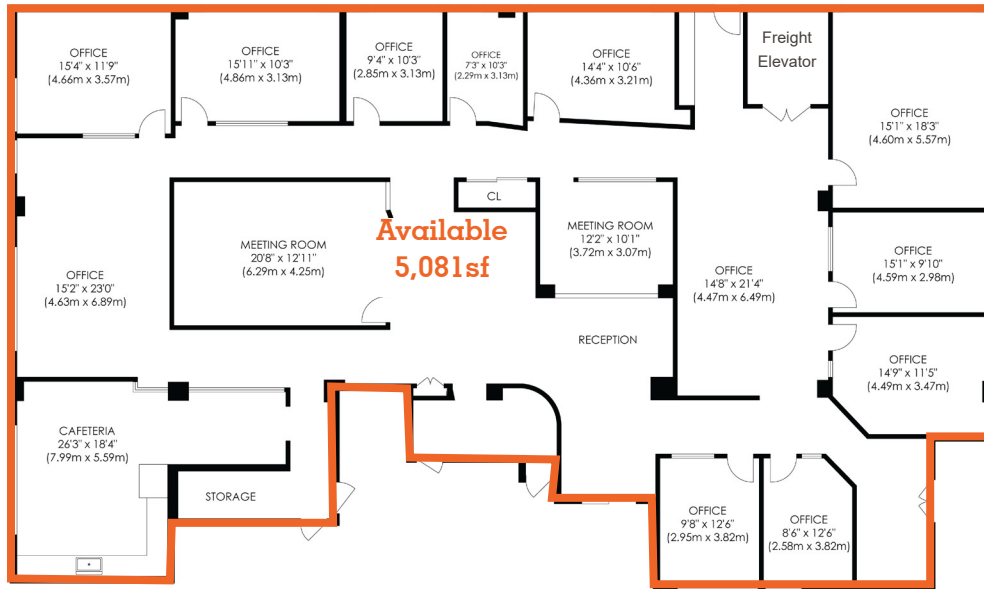 OFFICE
15'4" x 11'9"
(4.66m x 3.57m)
OFFICE
15'11" x 10'3"
(4.86m x 3.13m)
OFFICE
9'4" x 10'3"
(2.85m x 3.13m)
OFFICE
7'3" x 10'3"
(2.29m x 3.13m)
OFFICE
14'4" x 10'6"
(4.36m x 3.21m)
Freight
Elevator
OFFICE
15'1" x 18'3"
(4.60m x 5.57m)
CL
MEETING ROOM
20'8" x 12'11"
(6.29m x 4.25m)
Available
5,081sf
MEETING ROOM
12'2" x 10'1"
(3.72m x 3.07m)
OFFICE
15'1" x 9'10"
(4.59m x 2.98m)
OFFICE
15'2" x 23'0"
(4.63m x 6.89m)
OFFICE
14'8" x 21'4"
(4.47m x 6.49m)
RECEPTION
OFFICE
14'9" x 11'5"
(4.49m x 3.47m)
CAFETERIA
26'3" x 18'4"
(7.99m x 5.59m)
STORAGE
OFFICE
9'8" x 12'6"
(2.95m x 3.82m)
OFFICE
8'6" x 12'6"
(2.58m x 3.82m)